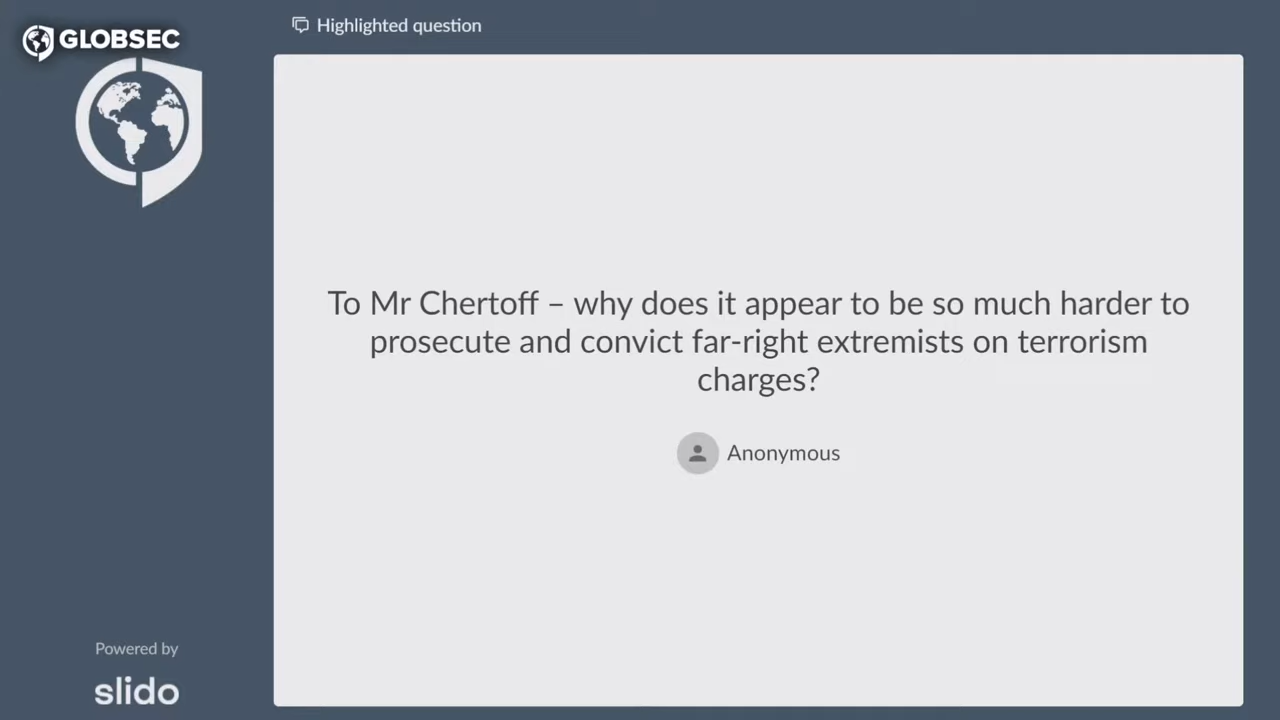 GLOBSEC
Highlighted question
To Mr Chertoff – why does it appear to be so much harder to
prosecute and convict far-right extremists on terrorism
charges?
Anonymous
Powered by
slido